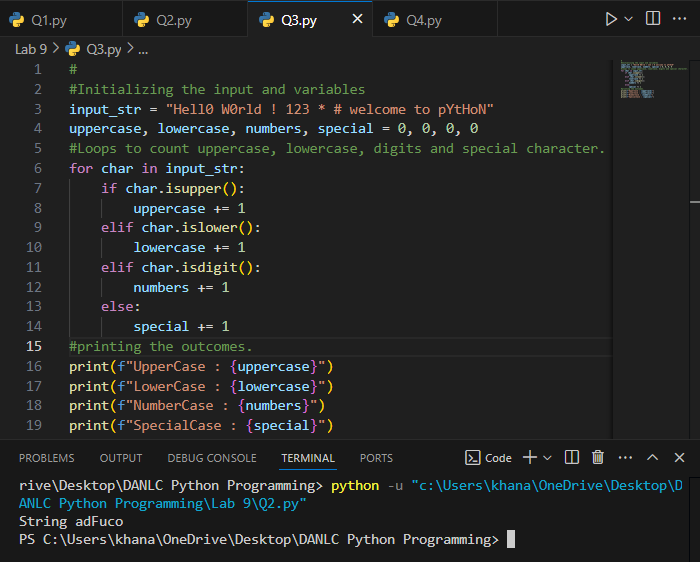 Q1.py Q2.py Q3.py Q4.py
Lab 9 > Q3.py > ...
1 #
2 #Initializing the input and variables
3 input_str = "Hell0 W0rld ! 123 * # welcome to pYtHoN"
4 uppercase, lowercase, numbers, special = 0, 0, 0, 0
5 #Loops to count uppercase, lowercase, digits and special character.
6 for char in input_str:
7     if char.isupper():
8         uppercase += 1
9     elif char.islower():
10         lowercase += 1
11     elif char.isdigit():
12         numbers += 1
13     else:
14         special += 1
15 #printing the outcomes.
16 print(f"UpperCase : {uppercase}")
17 print(f"LowerCase : {lowercase}")
18 print(f"NumberCase : {numbers}")
19 print(f"SpecialCase : {special}")
PROBLEMS OUTPUT DEBUG CONSOLE TERMINAL PORTS Code
rive\Desktop\DANLC Python Programming> python -u "c:\Users\khana\OneDrive\Desktop\D
ANLC Python Programming\Lab 9\Q2.py"
String adFuco
PS C:\Users\khana\OneDrive\Desktop\DANLC Python Programming>